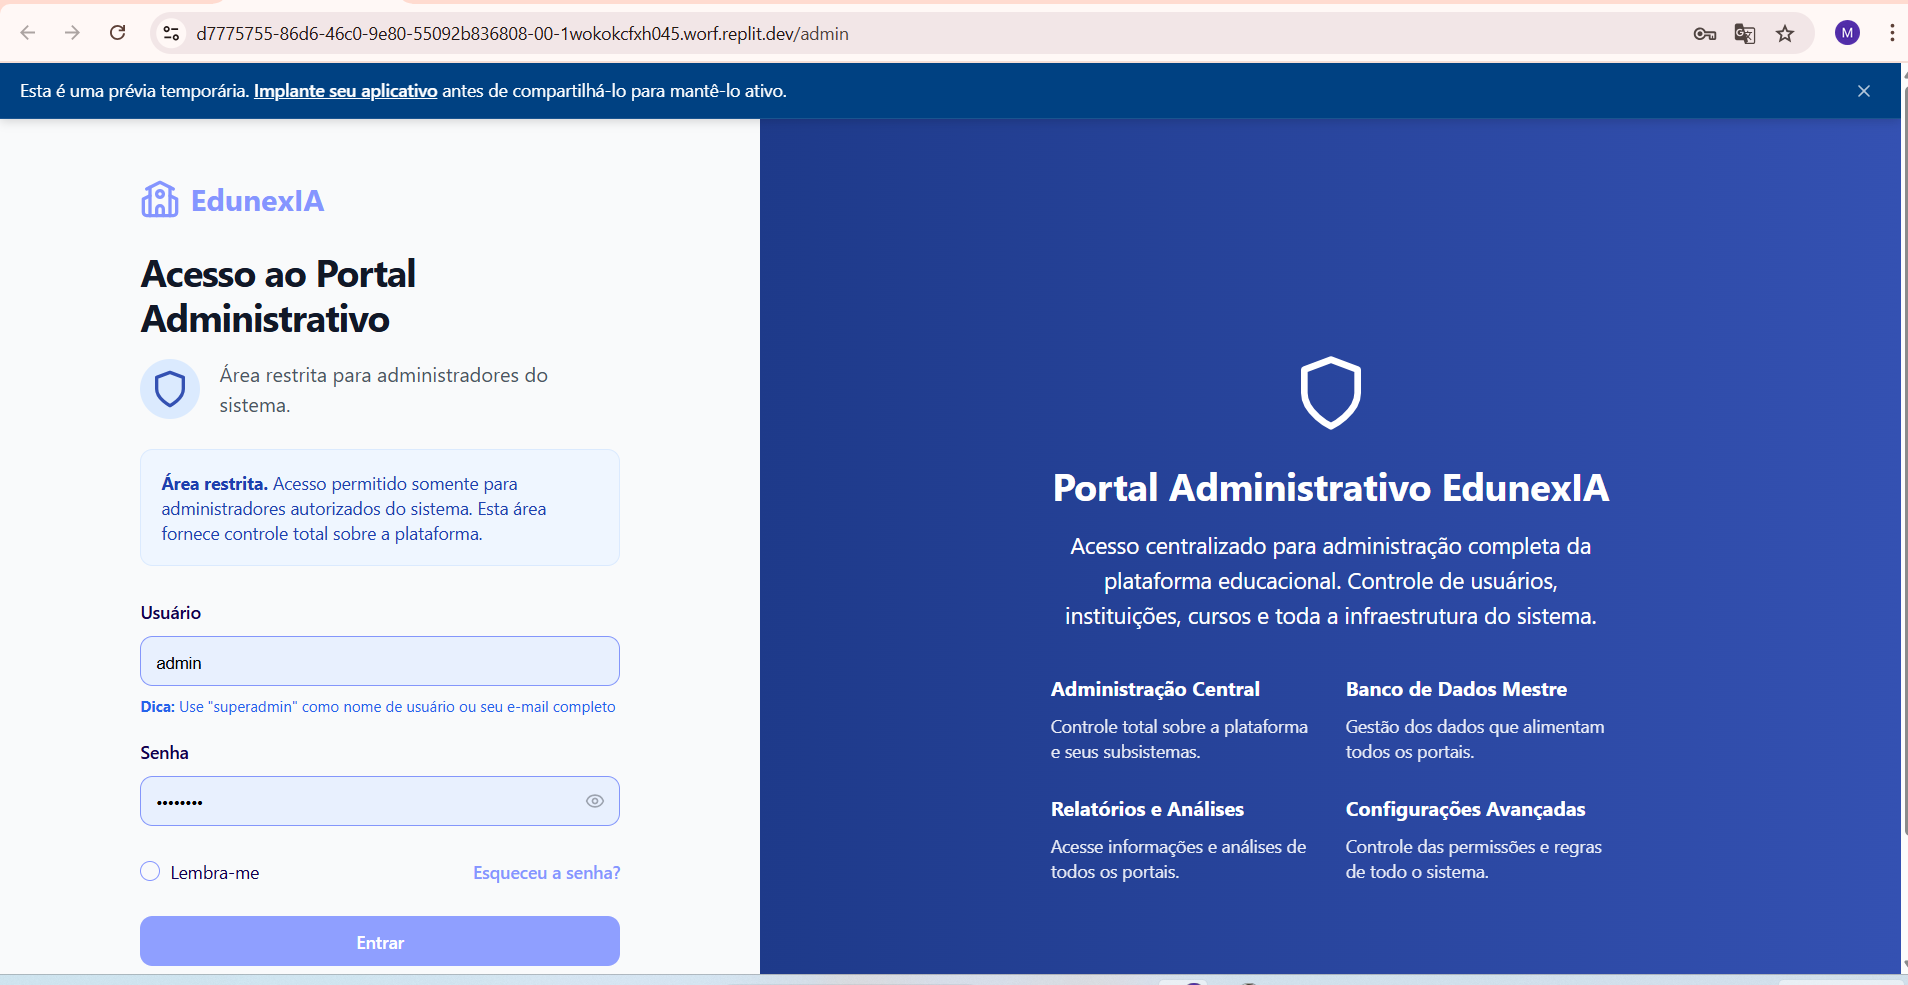 d7775755-86d6-46c0-9e80-55092b836808-00-1wokokcfxh045.worf.replit.dev/admin
M
Esta é uma prévia temporária. Implante seu aplicativo antes de compartilhá-lo para mantê-lo ativo.
EdunexIA
Acesso ao Portal
Administrativo
Área restrita para administradores do
sistema.
Área restrita. Acesso permitido somente para
administradores autorizados do sistema. Esta área
fornece controle total sobre a plataforma.
Usuário
admin
Dica: Use "superadmin" como nome de usuário ou seu e-mail completo
Senha
••••••••
Lembra-me
Esqueceu a senha?
Entrar
Portal Administrativo EdunexIA
Acesso centralizado para administração completa da
plataforma educacional. Controle de usuários,
instituições, cursos e toda a infraestrutura do sistema.
Administração Central
Controle total sobre a plataforma
e seus subsistemas.
Banco de Dados Mestre
Gestão dos dados que alimentam
todos os portais.
Relatórios e Análises
Acesse informações e análises de
todos os portais.
Configurações Avançadas
Controle das permissões e regras
de todo o sistema.